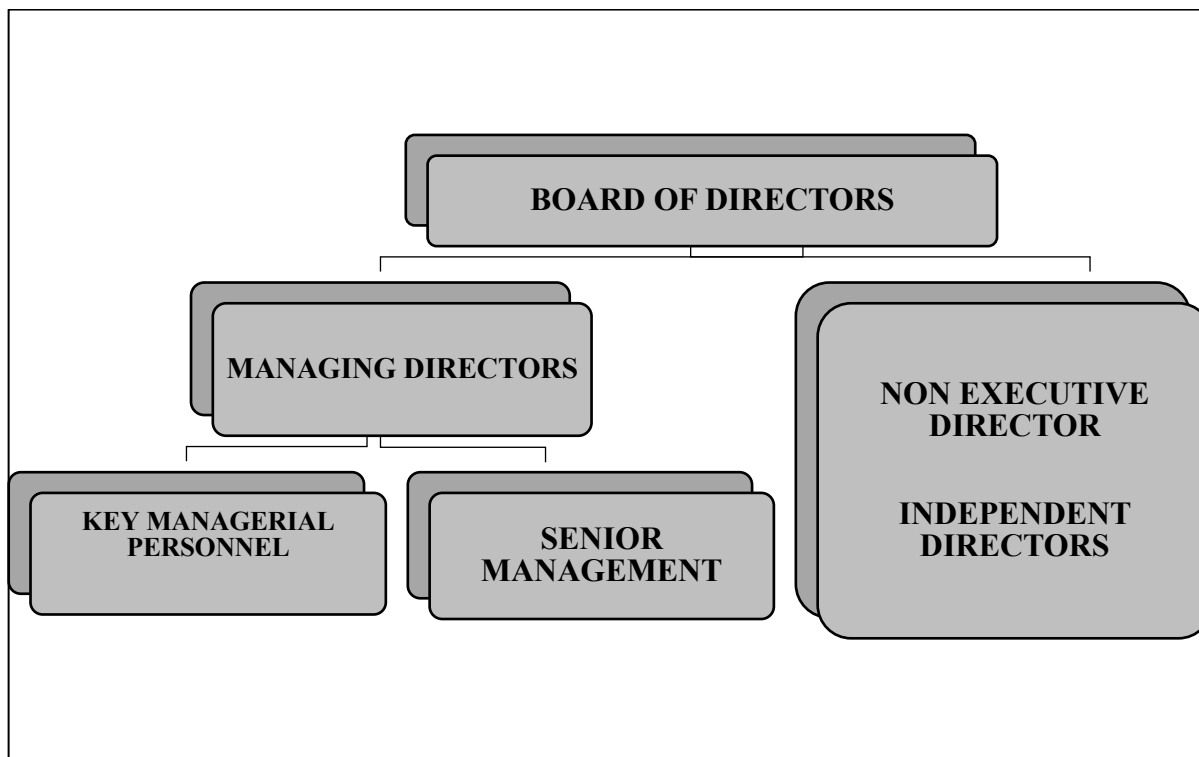 BOARD OF DIRECTORS
MANAGING DIRECTORS
NON EXECUTIVE
DIRECTOR
INDEPENDENT
DIRECTORS
KEY MANAGERIAL
PERSONNEL
SENIOR
MANAGEMENT